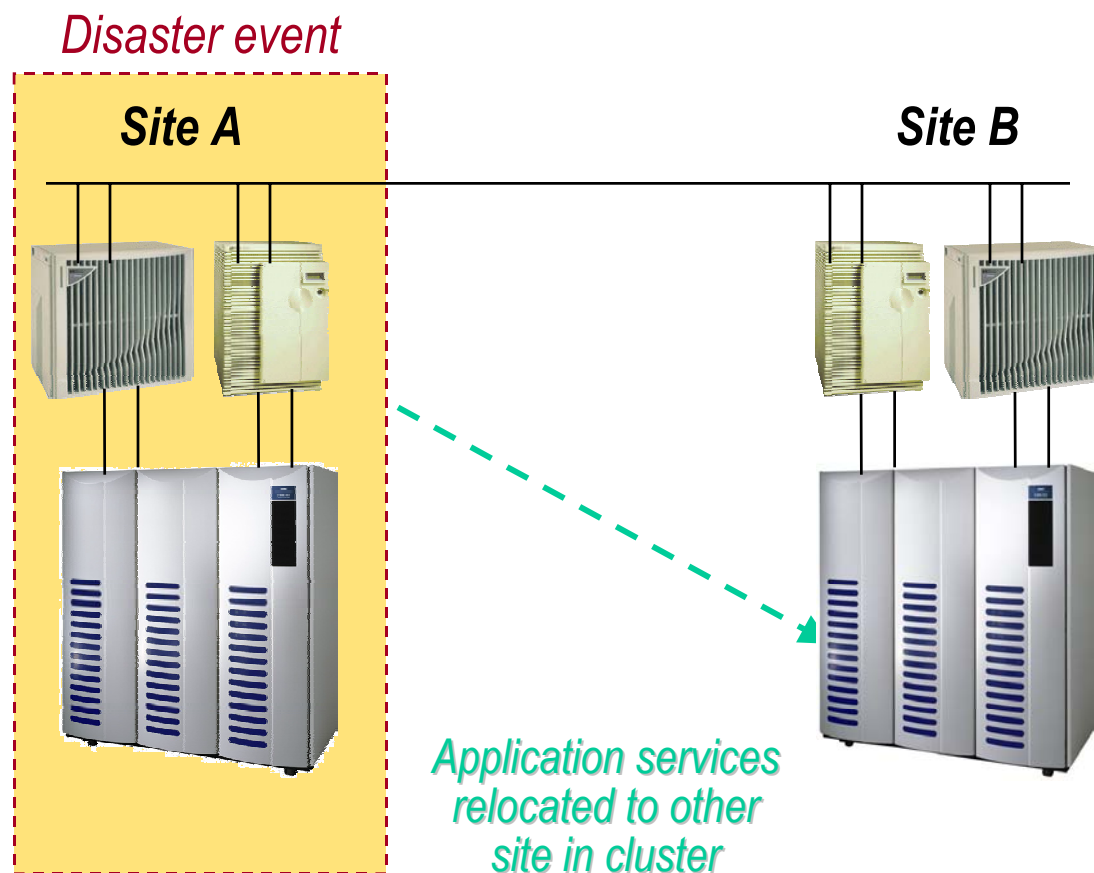 Disaster event
Site A
Site B
Application services
relocated to other
site in cluster